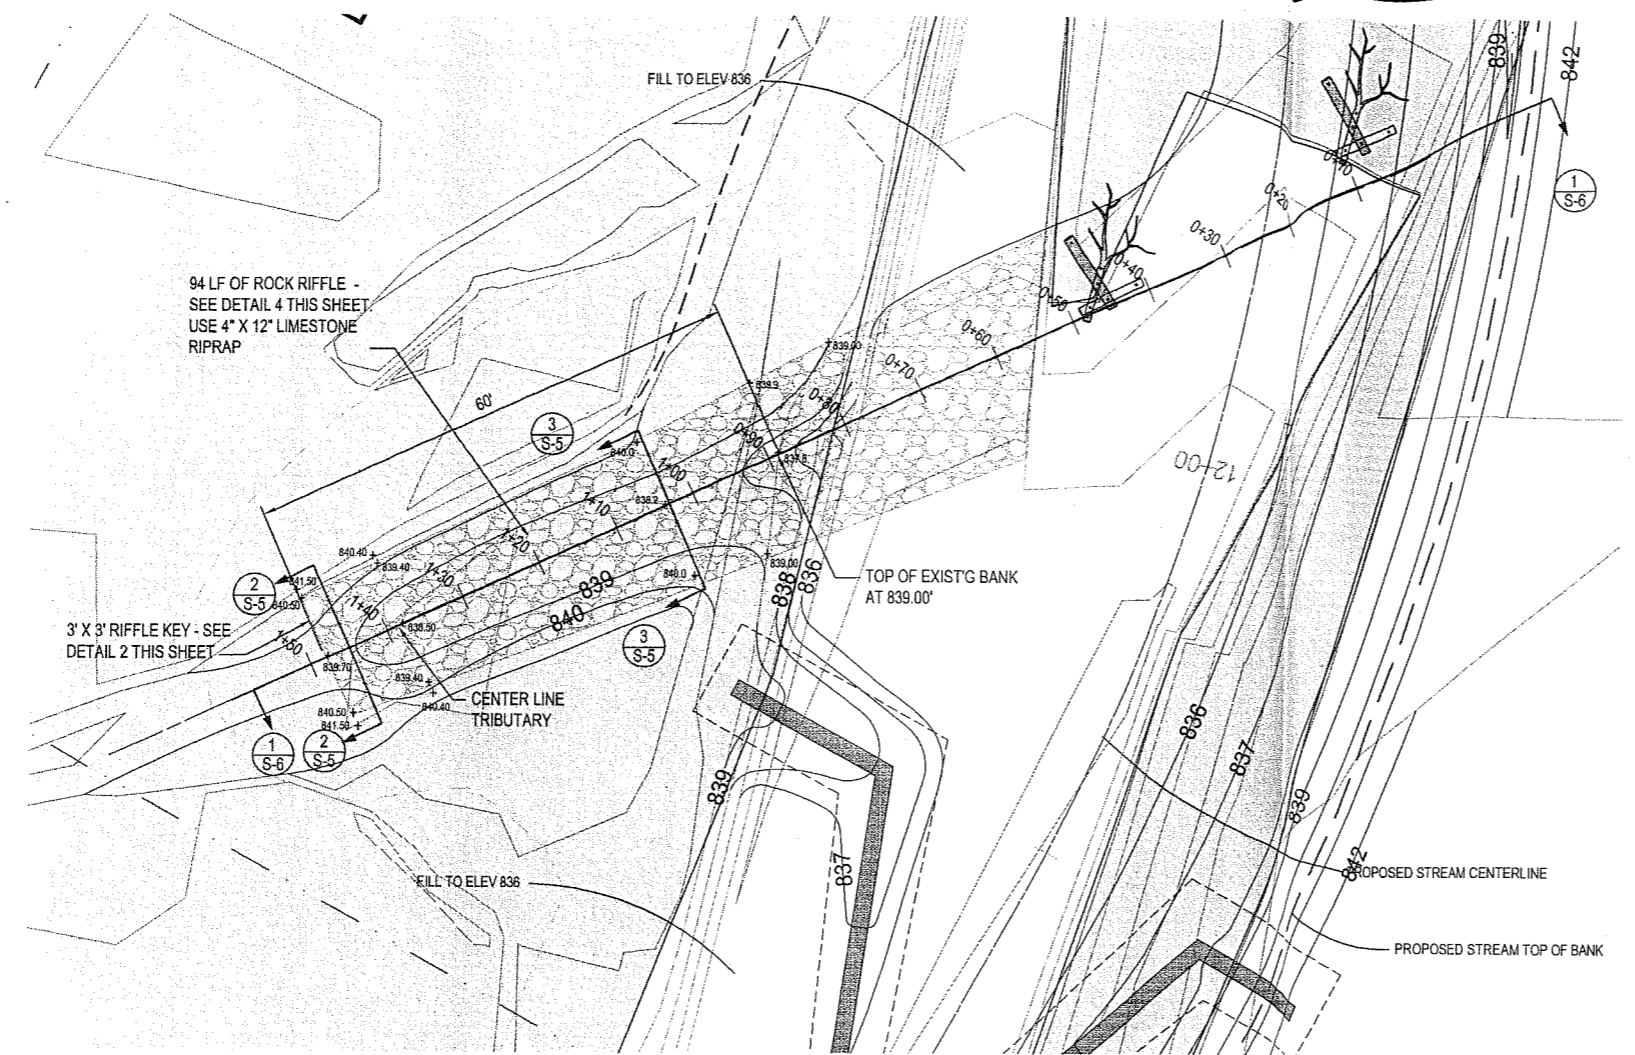 FILL TO ELEV 836
839
842
1
S-6
0+10
0+20
0+30
0+40
0+50
0+60
0+70
0+80
0+90
1+00
1+10
1+20
1+30
1+40
1+50
94 LF OF ROCK RIFFLE -
SEE DETAIL 4 THIS SHEET
USE 4" X 12" LIMESTONE
RIPRAP
60'
3
S-5
839.00
839.9
837.8
840.0
838.2
12+00
840.40
839.40
841.50
840.50
2
S-5
3' X 3' RIFFLE KEY - SEE
DETAIL 2 THIS SHEET
838.50
839.70
839.40
840.40
840.50
841.50
839
840
840.0
839.00
838
836
TOP OF EXIST'G BANK
AT 839.00'
3
S-5
CENTER LINE
TRIBUTARY
1
S-6
2
S-5
839
837
836
837
839
842
FILL TO ELEV 836
PROPOSED STREAM CENTERLINE
PROPOSED STREAM TOP OF BANK